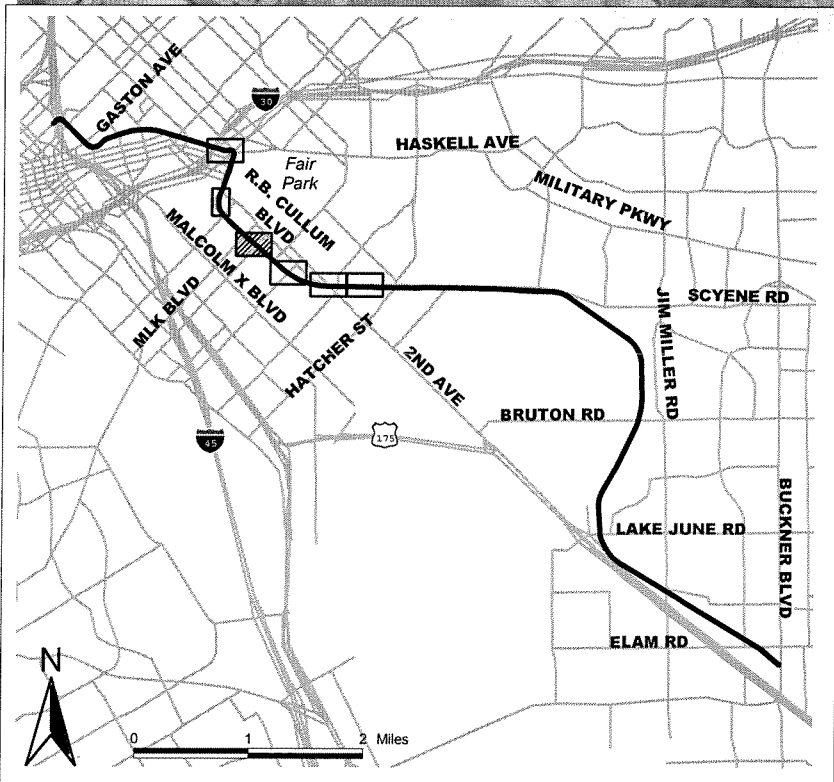 GASTON AVE
30
HASKELL AVE
Fair
Park
R.B. CULLUM
BLVD
MILITARY PKWY
MALCOLM X BLVD
MLK BLVD
JIM MILLER RD
SCYENE RD
HATCHER ST
2ND AVE
BRUTON RD
45
175
BUCKNER BLVD
LAKE JUNE RD
ELAM RD
N
0 1 2 Miles